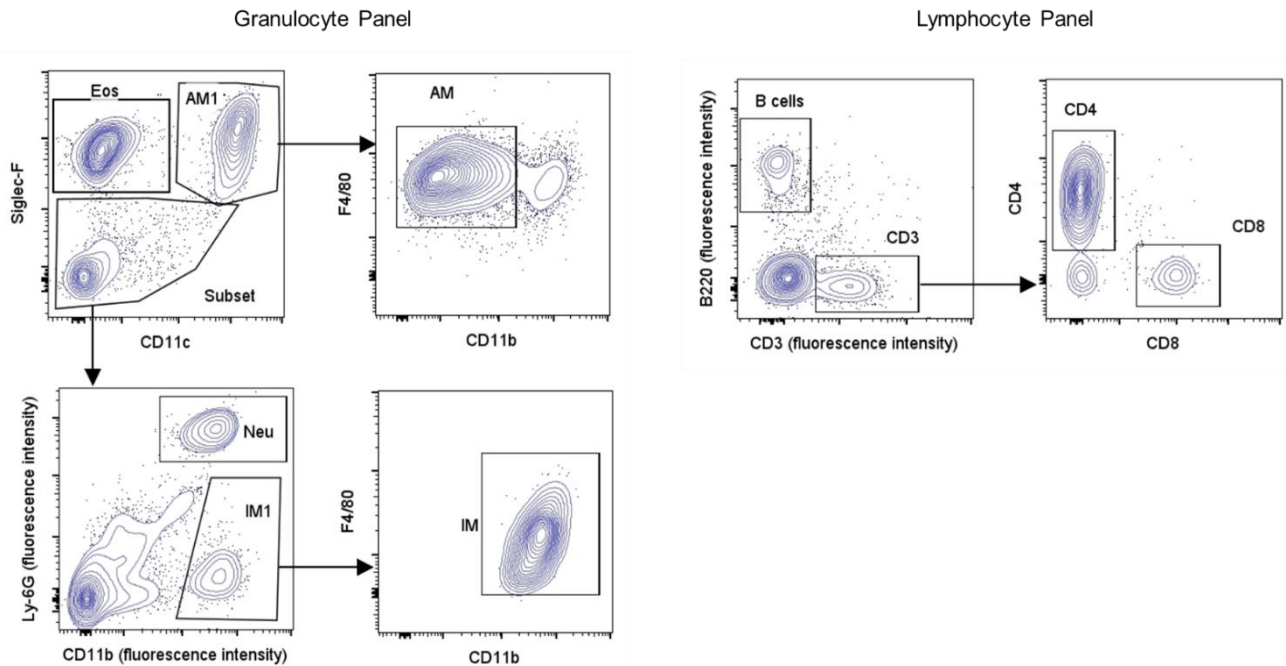 Granulocyte Panel
Lymphocyte Panel
Eos
AM1
Siglec-F
Subset
CD11c
AM
F4/80
CD11b
B cells
CD3
B220 (fluorescence intensity)
CD3 (fluorescence intensity)
CD4
CD4
CD8
CD8
Neu
IM1
Ly-6G (fluorescence intensity)
CD11b (fluorescence intensity)
F4/80
IM
CD11b